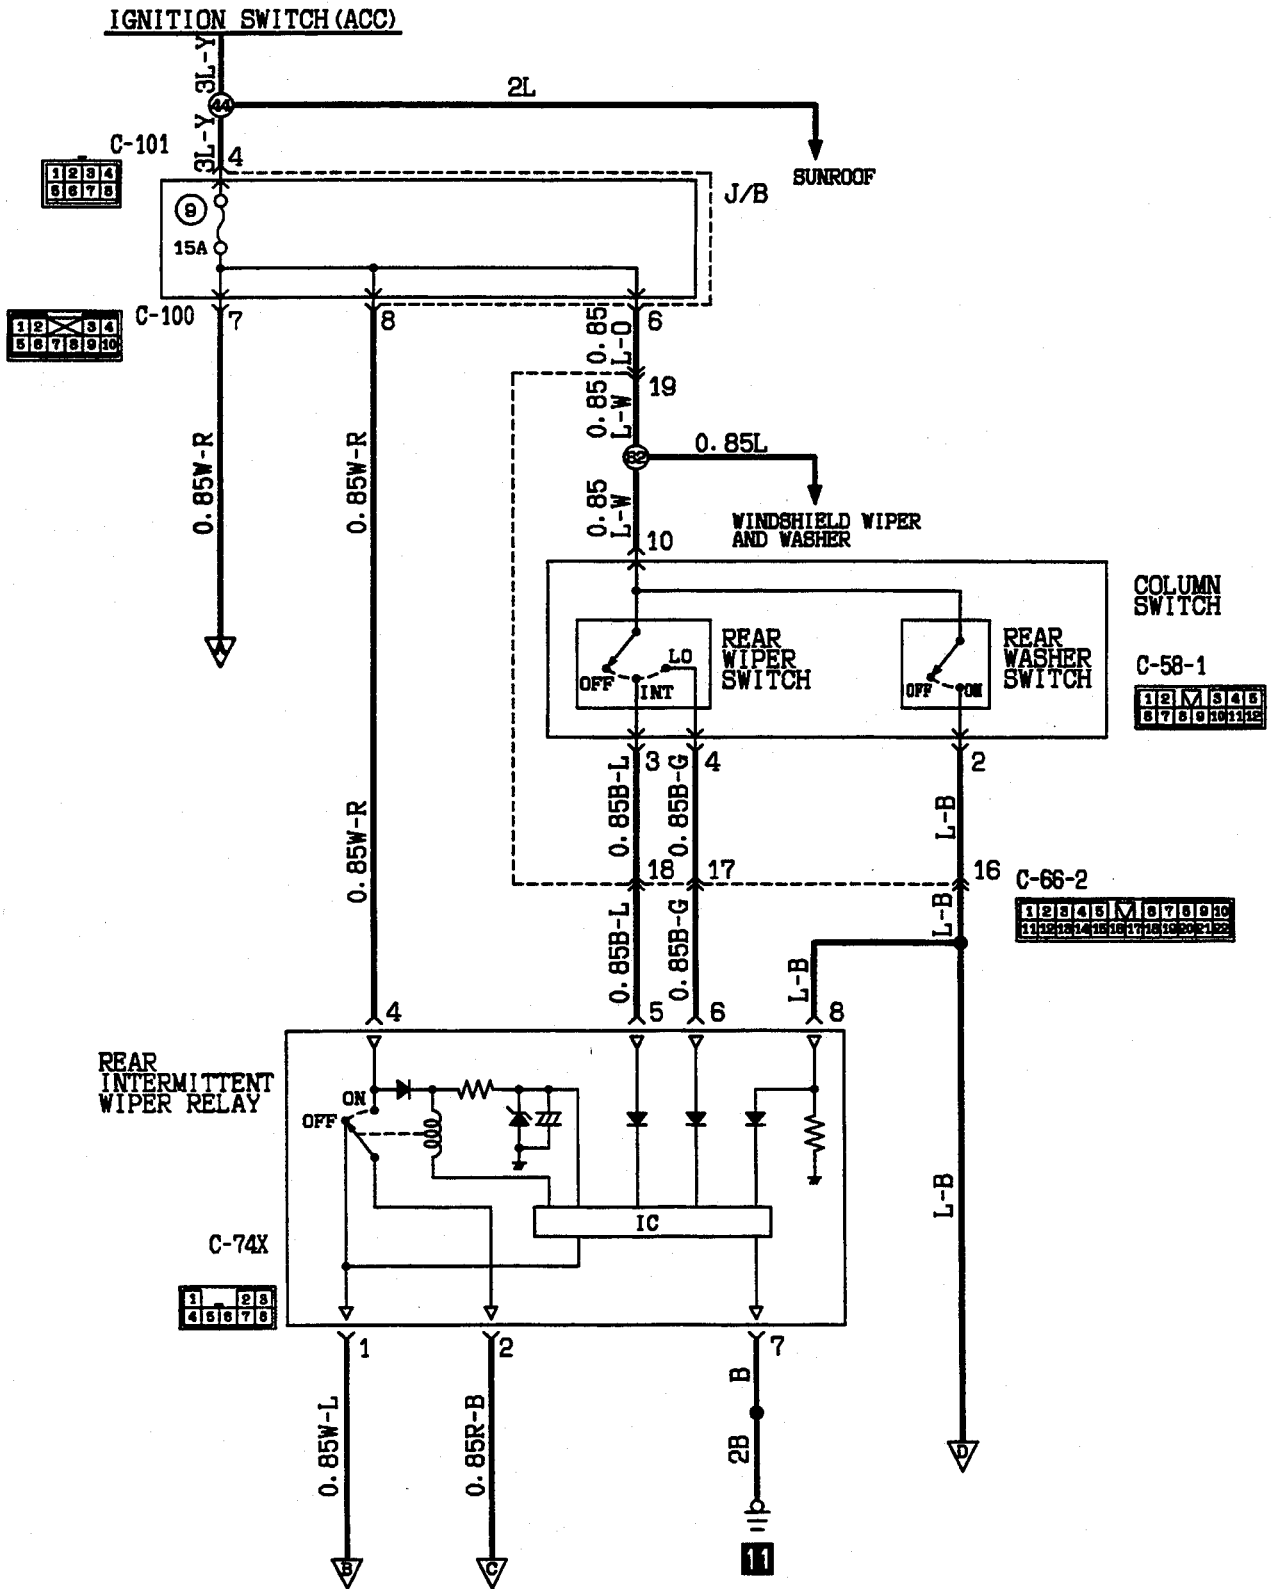 IGNITION SWITCH (ACC)
3L-Y
44
2L
SUNROOF
3L-Y
C-101
4
1 2 3 4
5 6 7 8
J/B
9
15A
C-100
1 2 3 4
5 6 7 8 9 10
7
8
6
0.85 L-O
19
0.85 L-W
82
0.85L
WINDSHIELD WIPER
AND WASHER
0.85 L-W
0.85W-R
0.85W-R
10
A
COLUMN
SWITCH
REAR
WIPER
SWITCH
OFF
INT
LO
REAR
WASHER
SWITCH
OFF
ON
C-58-1
1 2 3 4 5
6 7 8 9 10 11 12
3
4
2
0.85B-L
0.85B-G
L-B
0.85W-R
18
17
16
C-66-2
1 2 3 4 5 6 7 8 9 10
11 12 13 14 15 16 17 18 19 20 21 22
0.85B-L
0.85B-G
L-B
L-B
4
5
6
8
REAR
INTERMITTENT
WIPER RELAY
ON
OFF
IC
L-B
C-74X
1 2 3
4 5 6 7 8
1
2
7
0.85W-L
0.85R-B
B
2B
D
11
B
C